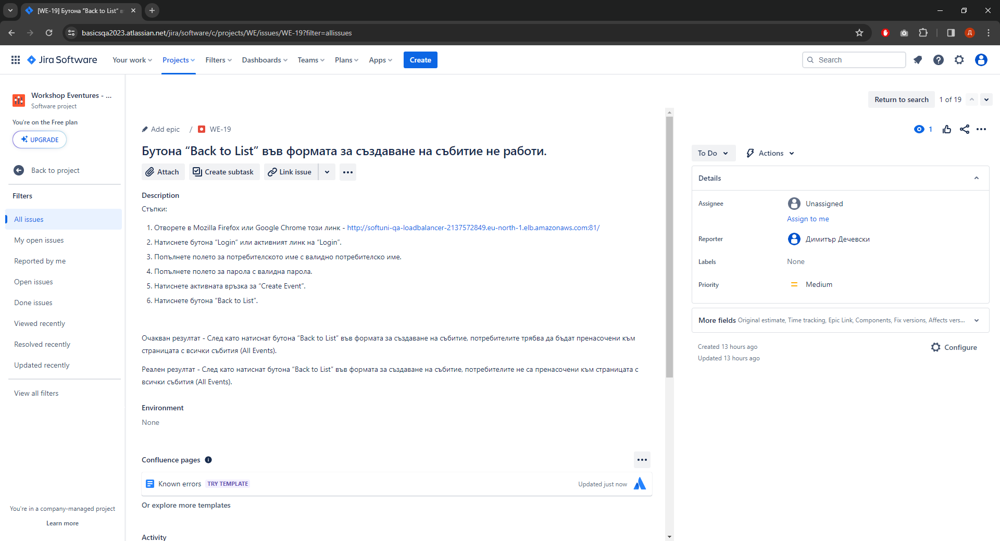 [WE-19] Бутона “Back to List”
basicsqa2023.atlassian.net/jira/software/c/projects/WE/issues/WE-19?filter=allissues
Д
Jira Software
Your work
Projects
Filters
Dashboards
Teams
Plans
Apps
Create
Search
Workshop Eventures - ...
Software project
You're on the Free plan
UPGRADE
Back to project
Filters
All issues
My open issues
Reported by me
Open issues
Done issues
Viewed recently
Resolved recently
Updated recently
View all filters
You're in a company-managed project
Learn more
Return to search
1 of 19
Add epic / WE-19
1
Бутона “Back to List” във формата за създаване на събитие не работи.
Attach
Create subtask
Link issue
Description
Стъпки:
1. Отворете в Mozilla Firefox или Google Chrome този линк - http://softuni-qa-loadbalancer-2137572849.eu-north-1.elb.amazonaws.com:81/
2. Натиснете бутона “Login“ или активният линк на “Login”.
3. Попълнете полето за потребителското име с валидно потребителско име.
4. Попълнете полето за парола с валидна парола.
5. Натиснете активната връзка за “Create Event”.
6. Натиснете бутона “Back to List”.
Очакван резултат - След като натиснат бутона “Back to List” във формата за създаване на събитие, потребителите трябва да бъдат пренасочени към
страницата с всички събития (All Events).
Реален резултат - След като натиснат бутона “Back to List” във формата за създаване на събитие, потребителите не са пренасочени към страницата с
всички събития (All Events).
Environment
None
Confluence pages
Known errors TRY TEMPLATE
Updated just now
Or explore more templates
Activity
To Do
Actions
Details
Assignee
Unassigned
Assign to me
Reporter
Димитър Дечевски
Labels
None
Priority
Medium
More fields Original estimate, Time tracking, Epic Link, Components, Fix versions, Affects vers...
Created 13 hours ago
Updated 13 hours ago
Configure